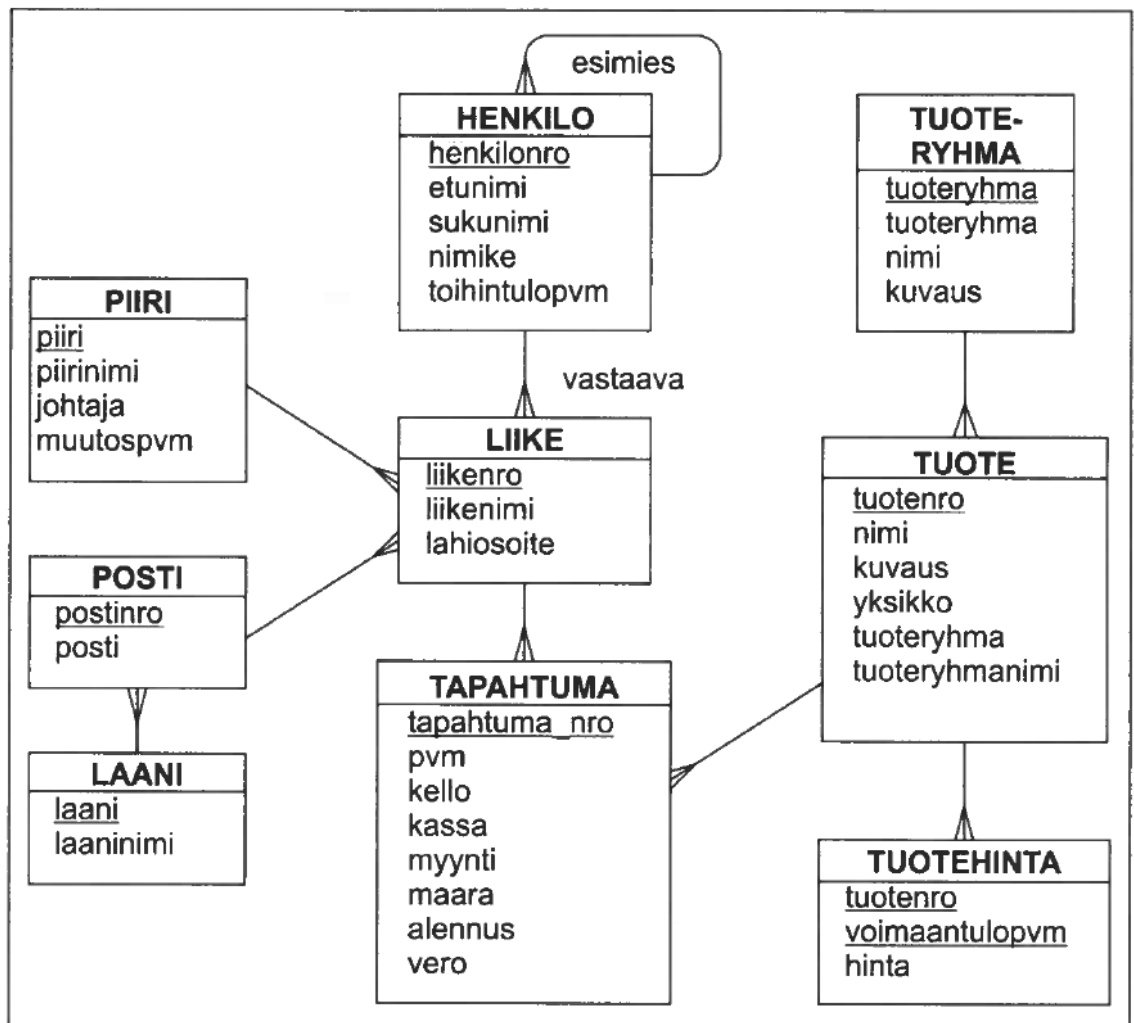 esimies
HENKILO
henkilonro
etunimi
sukunimi
nimike
toihintulopvm
TUOTE-
RYHMA
tuoteryhma
tuoteryhma
nimi
kuvaus
PIIRI
piiri
piirinimi
johtaja
muutospvm
vastaava
LIIKE
liikenro
liikenimi
lahiosoite
TUOTE
tuotenro
nimi
kuvaus
yksikko
tuoteryhma
tuoteryhmanimi
POSTI
postinro
posti
TAPAHTUMA
tapahtuma_nro
pvm
kello
kassa
myynti
maara
alennus
vero
LAANI
laani
laaninimi
TUOTEHINTA
tuotenro
voimaantulopvm
hinta